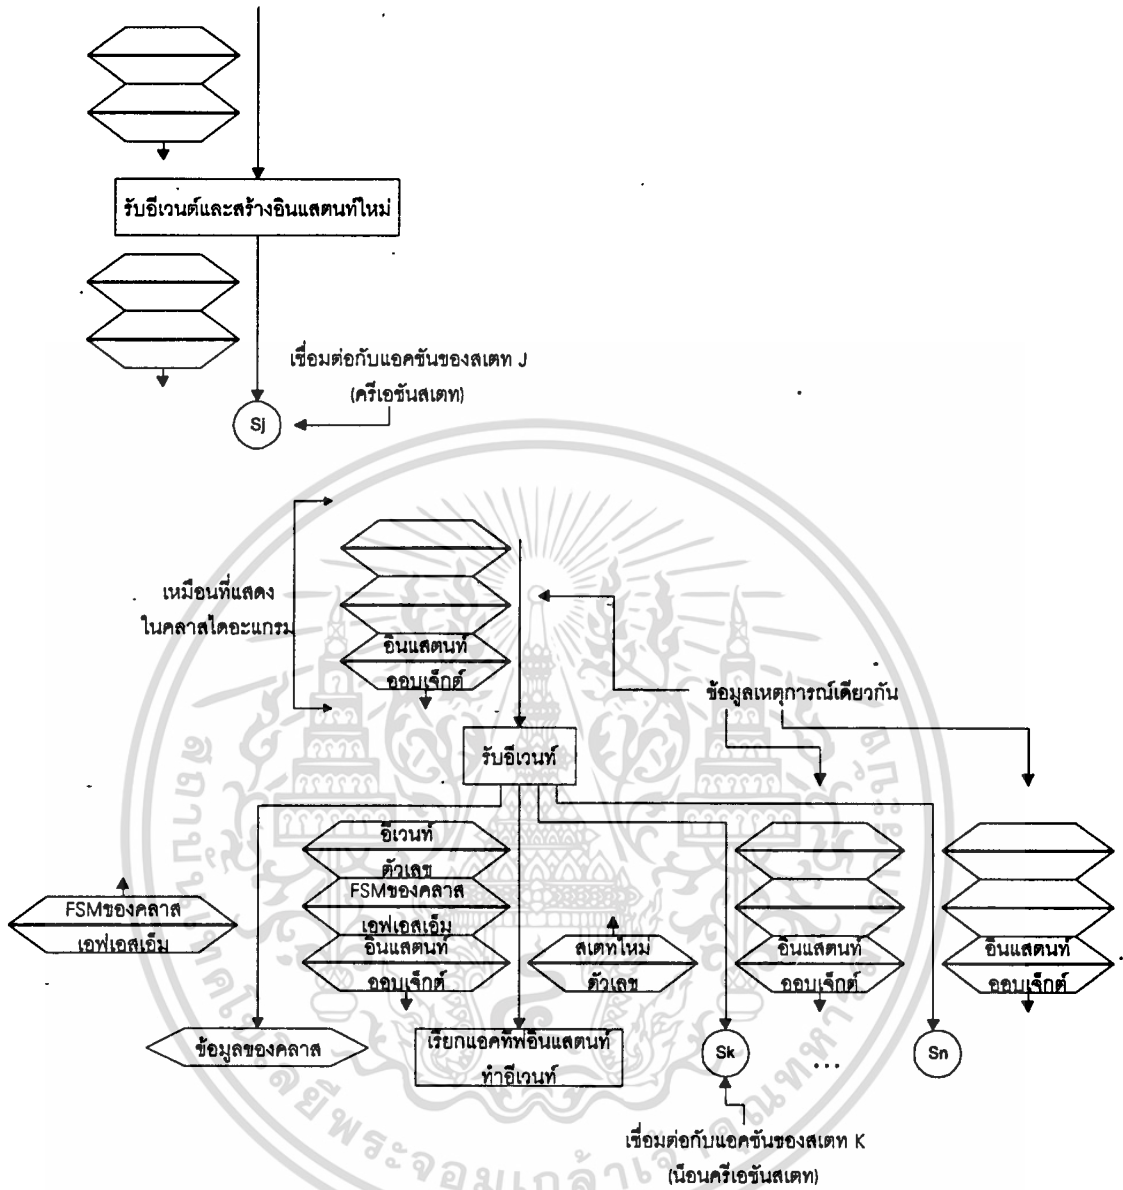 รับอีเวนต์และสร้างอินแสตนท์ใหม่
เชื่อมต่อกับแอคชันของสเตท J
(ครีเอชันสเตท)
Sj
เหมือนที่แสดง
ในคลาสไดอะแกรม
อินแสตนท์
ออบเจ็กต์
ข้อมูลเหตุการณ์เดียวกัน
รับอีเวนท์
อีเวนท์
ตัวเลข
FSMของคลาส
เอฟเอสเอ็ม
อินแสตนท์
ออบเจ็กต์
FSMของคลาส
เอฟเอสเอ็ม
สเตทใหม่
ตัวเลข
อินแสตนท์
ออบเจ็กต์
อินแสตนท์
ออบเจ็กต์
ข้อมูลของคลาส
เรียกแอคทีฟอินแสตนท์
ทำอีเวนท์
Sk
...
Sn
เชื่อมต่อกับแอคชันของสเตท K
(น็อนครีเอชันสเตท)